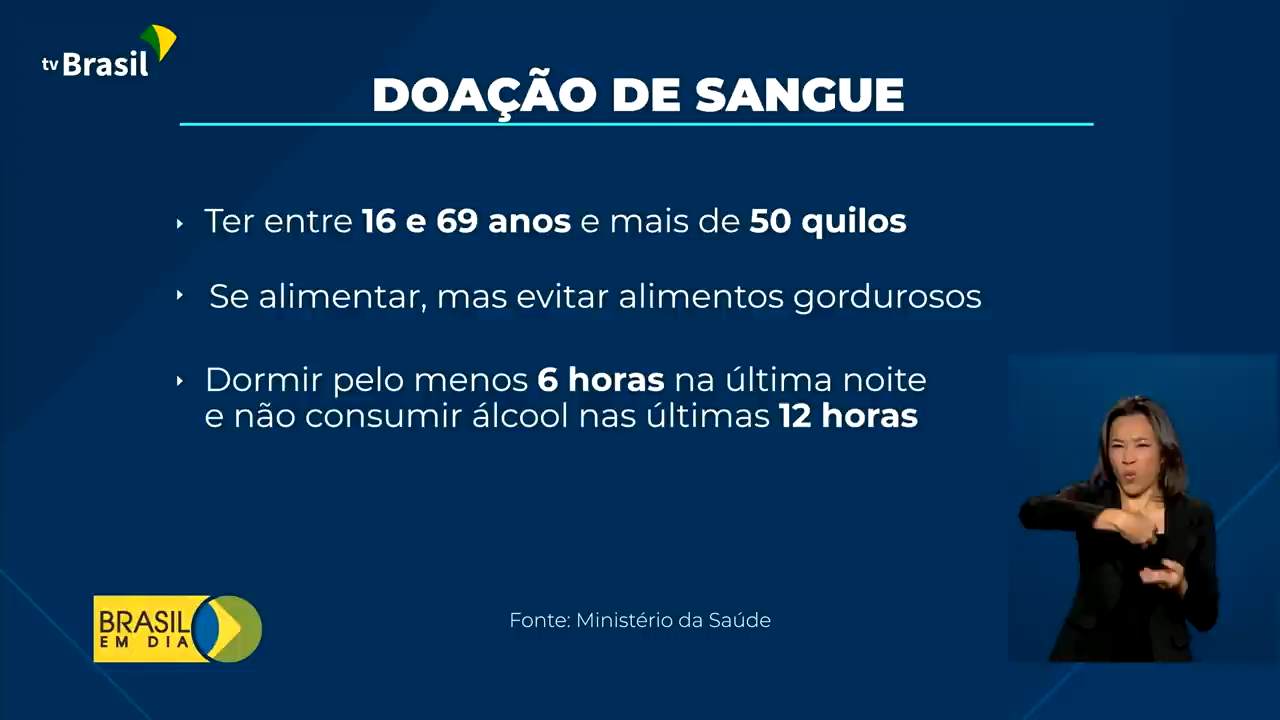 tv Brasil
DOAÇÃO DE SANGUE
Ter entre 16 e 69 anos e mais de 50 quilos
Se alimentar, mas evitar alimentos gordurosos
Dormir pelo menos 6 horas na última noite
e não consumir álcool nas últimas 12 horas
BRASIL
EM DIA
Fonte: Ministério da Saúde